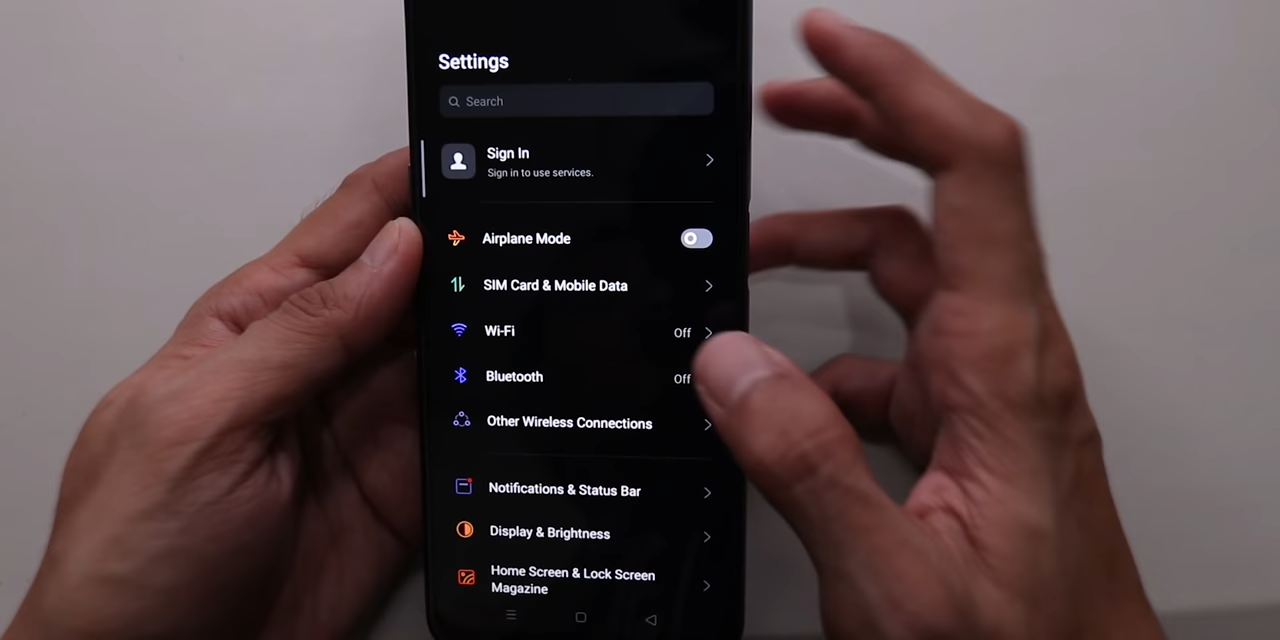 Settings
Search
Sign In
Sign in to use services.
Airplane Mode
SIM Card & Mobile Data
Wi-Fi Off
Bluetooth Off
Other Wireless Connections
Notifications & Status Bar
Display & Brightness
Home Screen & Lock Screen
Magazine